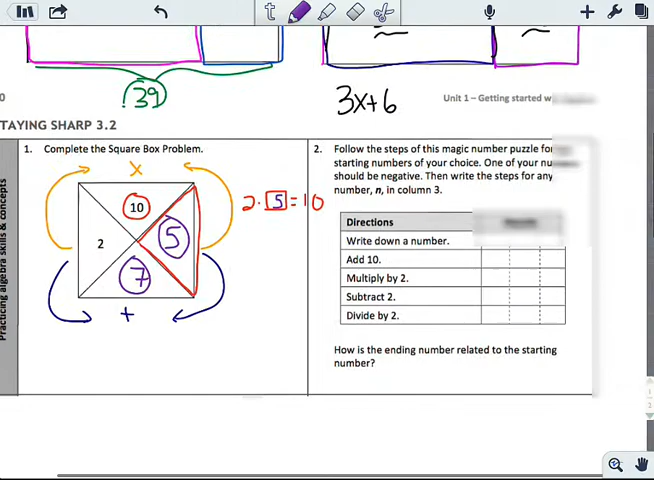 39
3x+6
0
Unit 1 – Getting started
STAYING SHARP 3.2
Practicing algebra skills & concepts
1. Complete the Square Box Problem.
x
10
2
5
7
+
2 · 5 = 10
2. Follow the steps of this magic number puzzle for
starting numbers of your choice. One of your
should be negative. Then write the steps for any
number, n, in column 3.
Directions
Write down a number.
Add 10.
Multiply by 2.
Subtract 2.
Divide by 2.
How is the ending number related to the starting
number?